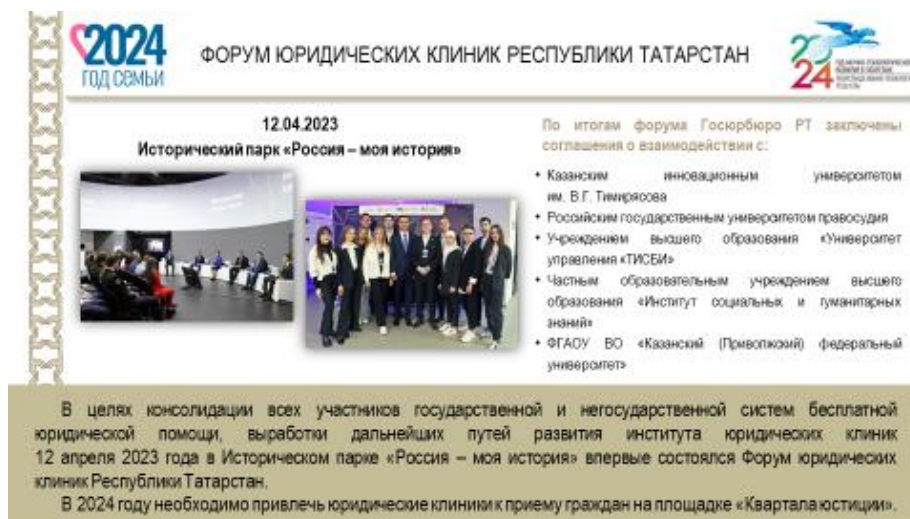 2024
ГОД СЕМЬИ
ФОРУМ ЮРИДИЧЕСКИХ КЛИНИК РЕСПУБЛИКИ ТАТАРСТАН
2024
12.04.2023
Исторический парк «Россия – моя история»
По итогам форума Госюрбюро РТ заключены
соглашения о взаимодействии с:
• Казанским инновационным университетом
им. В.Г. Тимирясова
• Российским государственным университетом правосудия
• Учреждением высшего образования «Университет
управления «ТИСБИ»
• Частным образовательным учреждением высшего
образования «Институт социальных и гуманитарных
знаний»
• ФГАОУ ВО «Казанский (Приволжский) федеральный
университет»
В целях консолидации всех участников государственной и негосударственной систем бесплатной
юридической помощи, выработки дальнейших путей развития института юридических клиник
12 апреля 2023 года в Историческом парке «Россия – моя история» впервые состоялся Форум юридических
клиник Республики Татарстан.
В 2024 году необходимо привлечь юридические клиники к приему граждан на площадке «Квартала юстиции».